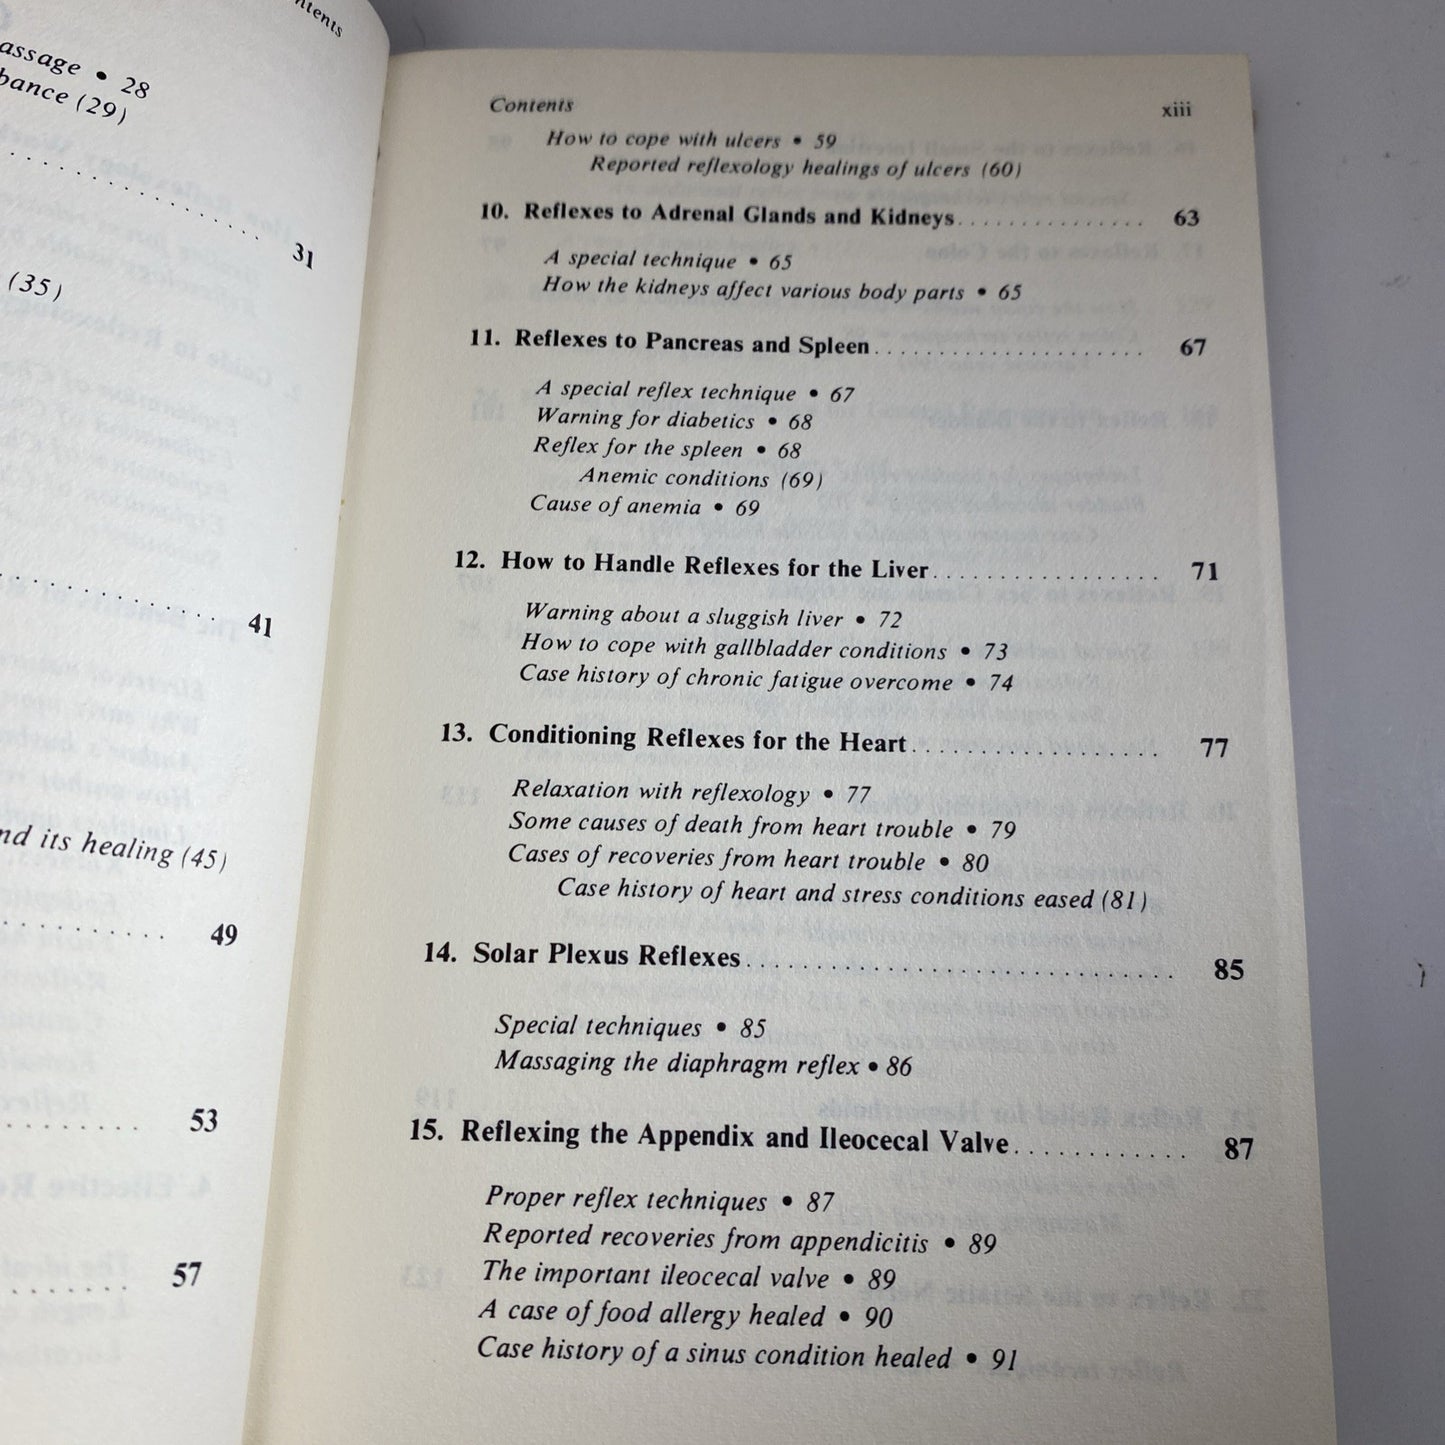 ntents
assage • 28
bance (29)
31
(35)
41
nd its healing (45)
49
53
57
Contents xiii
How to cope with ulcers • 59
Reported reflexology healings of ulcers (60)
10. Reflexes to Adrenal Glands and Kidneys 63
A special technique • 65
How the kidneys affect various body parts • 65
11. Reflexes to Pancreas and Spleen 67
A special reflex technique • 67
Warning for diabetics • 68
Reflex for the spleen • 68
Anemic conditions (69)
Cause of anemia • 69
12. How to Handle Reflexes for the Liver 71
Warning about a sluggish liver • 72
How to cope with gallbladder conditions • 73
Case history of chronic fatigue overcome • 74
13. Conditioning Reflexes for the Heart 77
Relaxation with reflexology • 77
Some causes of death from heart trouble • 79
Cases of recoveries from heart trouble • 80
Case history of heart and stress conditions eased (81)
14. Solar Plexus Reflexes 85
Special techniques • 85
Massaging the diaphragm reflex • 86
15. Reflexing the Appendix and Ileocecal Valve 87
Proper reflex techniques • 87
Reported recoveries from appendicitis • 89
The important ileocecal valve • 89
A case of food allergy healed • 90
Case history of a sinus condition healed • 91